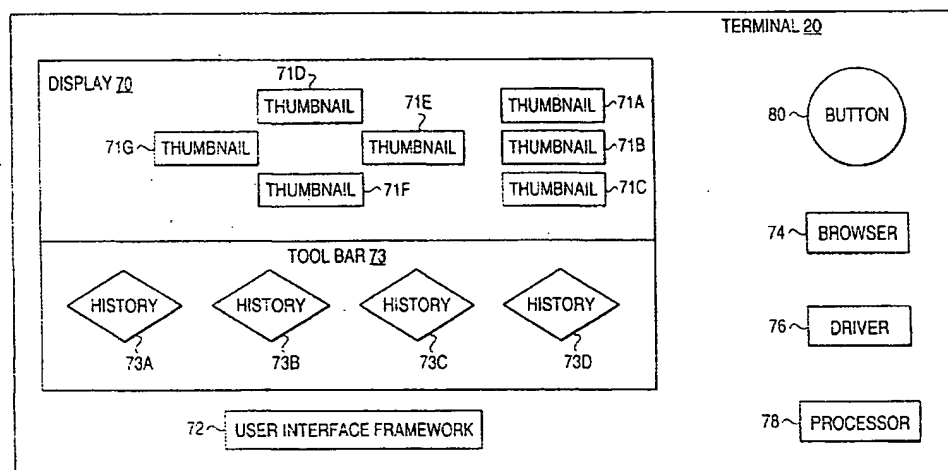 TERMINAL 20
DISPLAY 70
71D
THUMBNAIL
71E
THUMBNAIL
71A
71G
THUMBNAIL
THUMBNAIL
THUMBNAIL
71B
THUMBNAIL
71F
THUMBNAIL
71C
80
BUTTON
74
BROWSER
TOOL BAR 73
HISTORY
HISTORY
HISTORY
HISTORY
73A
73B
73C
73D
76
DRIVER
72
USER INTERFACE FRAMEWORK
78
PROCESSOR